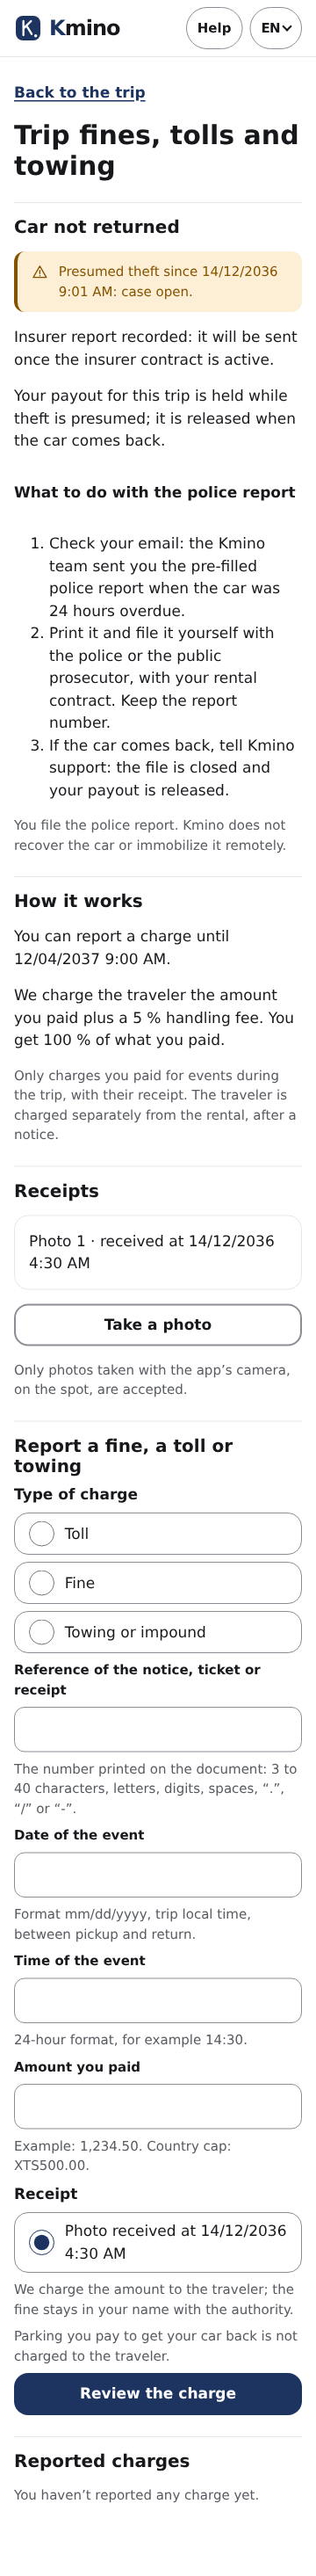 Kmino
Help
EN
Back to the trip
Trip fines, tolls and
towing
Car not returned
Presumed theft since 14/12/2036
9:01 AM: case open.
Insurer report recorded: it will be sent
once the insurer contract is active.
Your payout for this trip is held while
theft is presumed; it is released when
the car comes back.
What to do with the police report
1. Check your email: the Kmino
team sent you the pre-filled
police report when the car was
24 hours overdue.
2. Print it and file it yourself with
the police or the public
prosecutor, with your rental
contract. Keep the report
number.
3. If the car comes back, tell Kmino
support: the file is closed and
your payout is released.
You file the police report. Kmino does not
recover the car or immobilize it remotely.
How it works
You can report a charge until
12/04/2037 9:00 AM.
We charge the traveler the amount
you paid plus a 5 % handling fee. You
get 100 % of what you paid.
Only charges you paid for events during
the trip, with their receipt. The traveler is
charged separately from the rental, after a
notice.
Receipts
Photo 1 · received at 14/12/2036
4:30 AM
Take a photo
Only photos taken with the app’s camera,
on the spot, are accepted.
Report a fine, a toll or
towing
Type of charge
Toll
Fine
Towing or impound
Reference of the notice, ticket or
receipt
The number printed on the document: 3 to
40 characters, letters, digits, spaces, “.”,
“/” or “-”.
Date of the event
Format mm/dd/yyyy, trip local time,
between pickup and return.
Time of the event
24-hour format, for example 14:30.
Amount you paid
Example: 1,234.50. Country cap:
XTS500.00.
Receipt
Photo received at 14/12/2036
4:30 AM
We charge the amount to the traveler; the
fine stays in your name with the authority.
Parking you pay to get your car back is not
charged to the traveler.
Review the charge
Reported charges
You haven’t reported any charge yet.